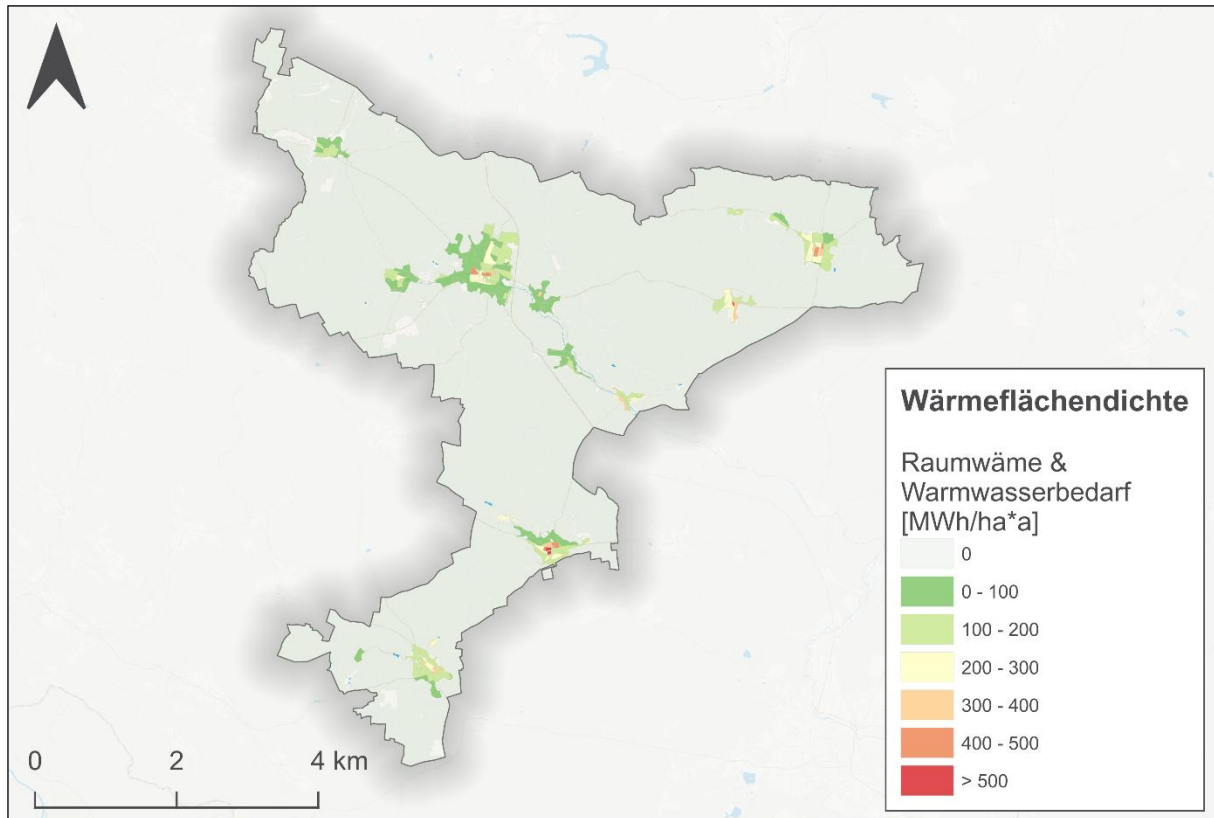 Wärmeflächendichte
Raumwäme &
Warmwasserbedarf
[MWh/ha*a]
0
0 - 100
100 - 200
200 - 300
300 - 400
400 - 500
> 500
0 2 4 km